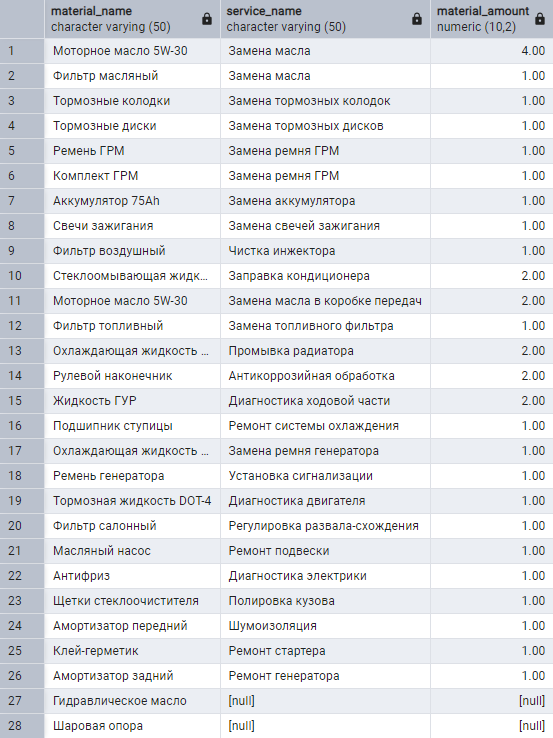 material_name service_name material_amount
character varying (50) character varying (50) numeric (10,2)
1 Моторное масло 5W-30 Замена масла 4.00
2 Фильтр масляный Замена масла 1.00
3 Тормозные колодки Замена тормозных колодок 1.00
4 Тормозные диски Замена тормозных дисков 1.00
5 Ремень ГРМ Замена ремня ГРМ 1.00
6 Комплект ГРМ Замена ремня ГРМ 1.00
7 Аккумулятор 75Ah Замена аккумулятора 1.00
8 Свечи зажигания Замена свечей зажигания 1.00
9 Фильтр воздушный Чистка инжектора 1.00
10 Стеклоомывающая жидк... Заправка кондиционера 2.00
11 Моторное масло 5W-30 Замена масла в коробке передач 2.00
12 Фильтр топливный Замена топливного фильтра 1.00
13 Охлаждающая жидкость ... Промывка радиатора 2.00
14 Рулевой наконечник Антикоррозийная обработка 2.00
15 Жидкость ГУР Диагностика ходовой части 2.00
16 Подшипник ступицы Ремонт системы охлаждения 1.00
17 Охлаждающая жидкость ... Замена ремня генератора 1.00
18 Ремень генератора Установка сигнализации 1.00
19 Тормозная жидкость DOT-4 Диагностика двигателя 1.00
20 Фильтр салонный Регулировка развала-схождения 1.00
21 Масляный насос Ремонт подвески 1.00
22 Антифриз Диагностика электрики 1.00
23 Щетки стеклоочистителя Полировка кузова 1.00
24 Амортизатор передний Шумоизоляция 1.00
25 Клей-герметик Ремонт стартера 1.00
26 Амортизатор задний Ремонт генератора 1.00
27 Гидравлическое масло [null] [null]
28 Шаровая опора [null] [null]